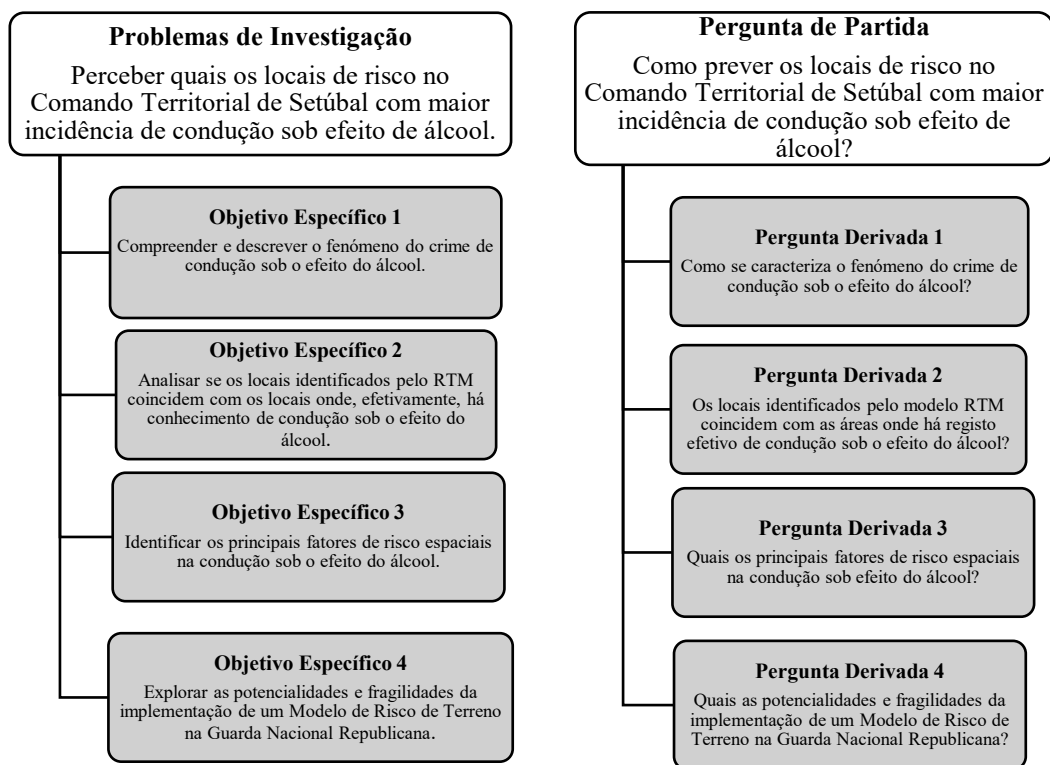 Problemas de Investigação
Perceber quais os locais de risco no
Comando Territorial de Setúbal com maior
incidência de condução sob efeito de álcool.
Objetivo Específico 1
Compreender e descrever o fenómeno do crime de
condução sob o efeito do álcool.
Objetivo Específico 2
Analisar se os locais identificados pelo RTM
coincidem com os locais onde, efetivamente, há
conhecimento de condução sob o efeito do
álcool.
Objetivo Específico 3
Identificar os principais fatores de risco espaciais
na condução sob o efeito do álcool.
Objetivo Específico 4
Explorar as potencialidades e fragilidades da
implementação de um Modelo de Risco de Terreno
na Guarda Nacional Republicana.
Pergunta de Partida
Como prever os locais de risco no
Comando Territorial de Setúbal com maior
incidência de condução sob efeito de
álcool?
Pergunta Derivada 1
Como se caracteriza o fenómeno do crime de
condução sob o efeito do álcool?
Pergunta Derivada 2
Os locais identificados pelo modelo RTM
coincidem com as áreas onde há registo
efetivo de condução sob o efeito do álcool?
Pergunta Derivada 3
Quais os principais fatores de risco espaciais
na condução sob efeito do álcool?
Pergunta Derivada 4
Quais as potencialidades e fragilidades da
implementação de um Modelo de Risco de
Terreno na Guarda Nacional Republicana?